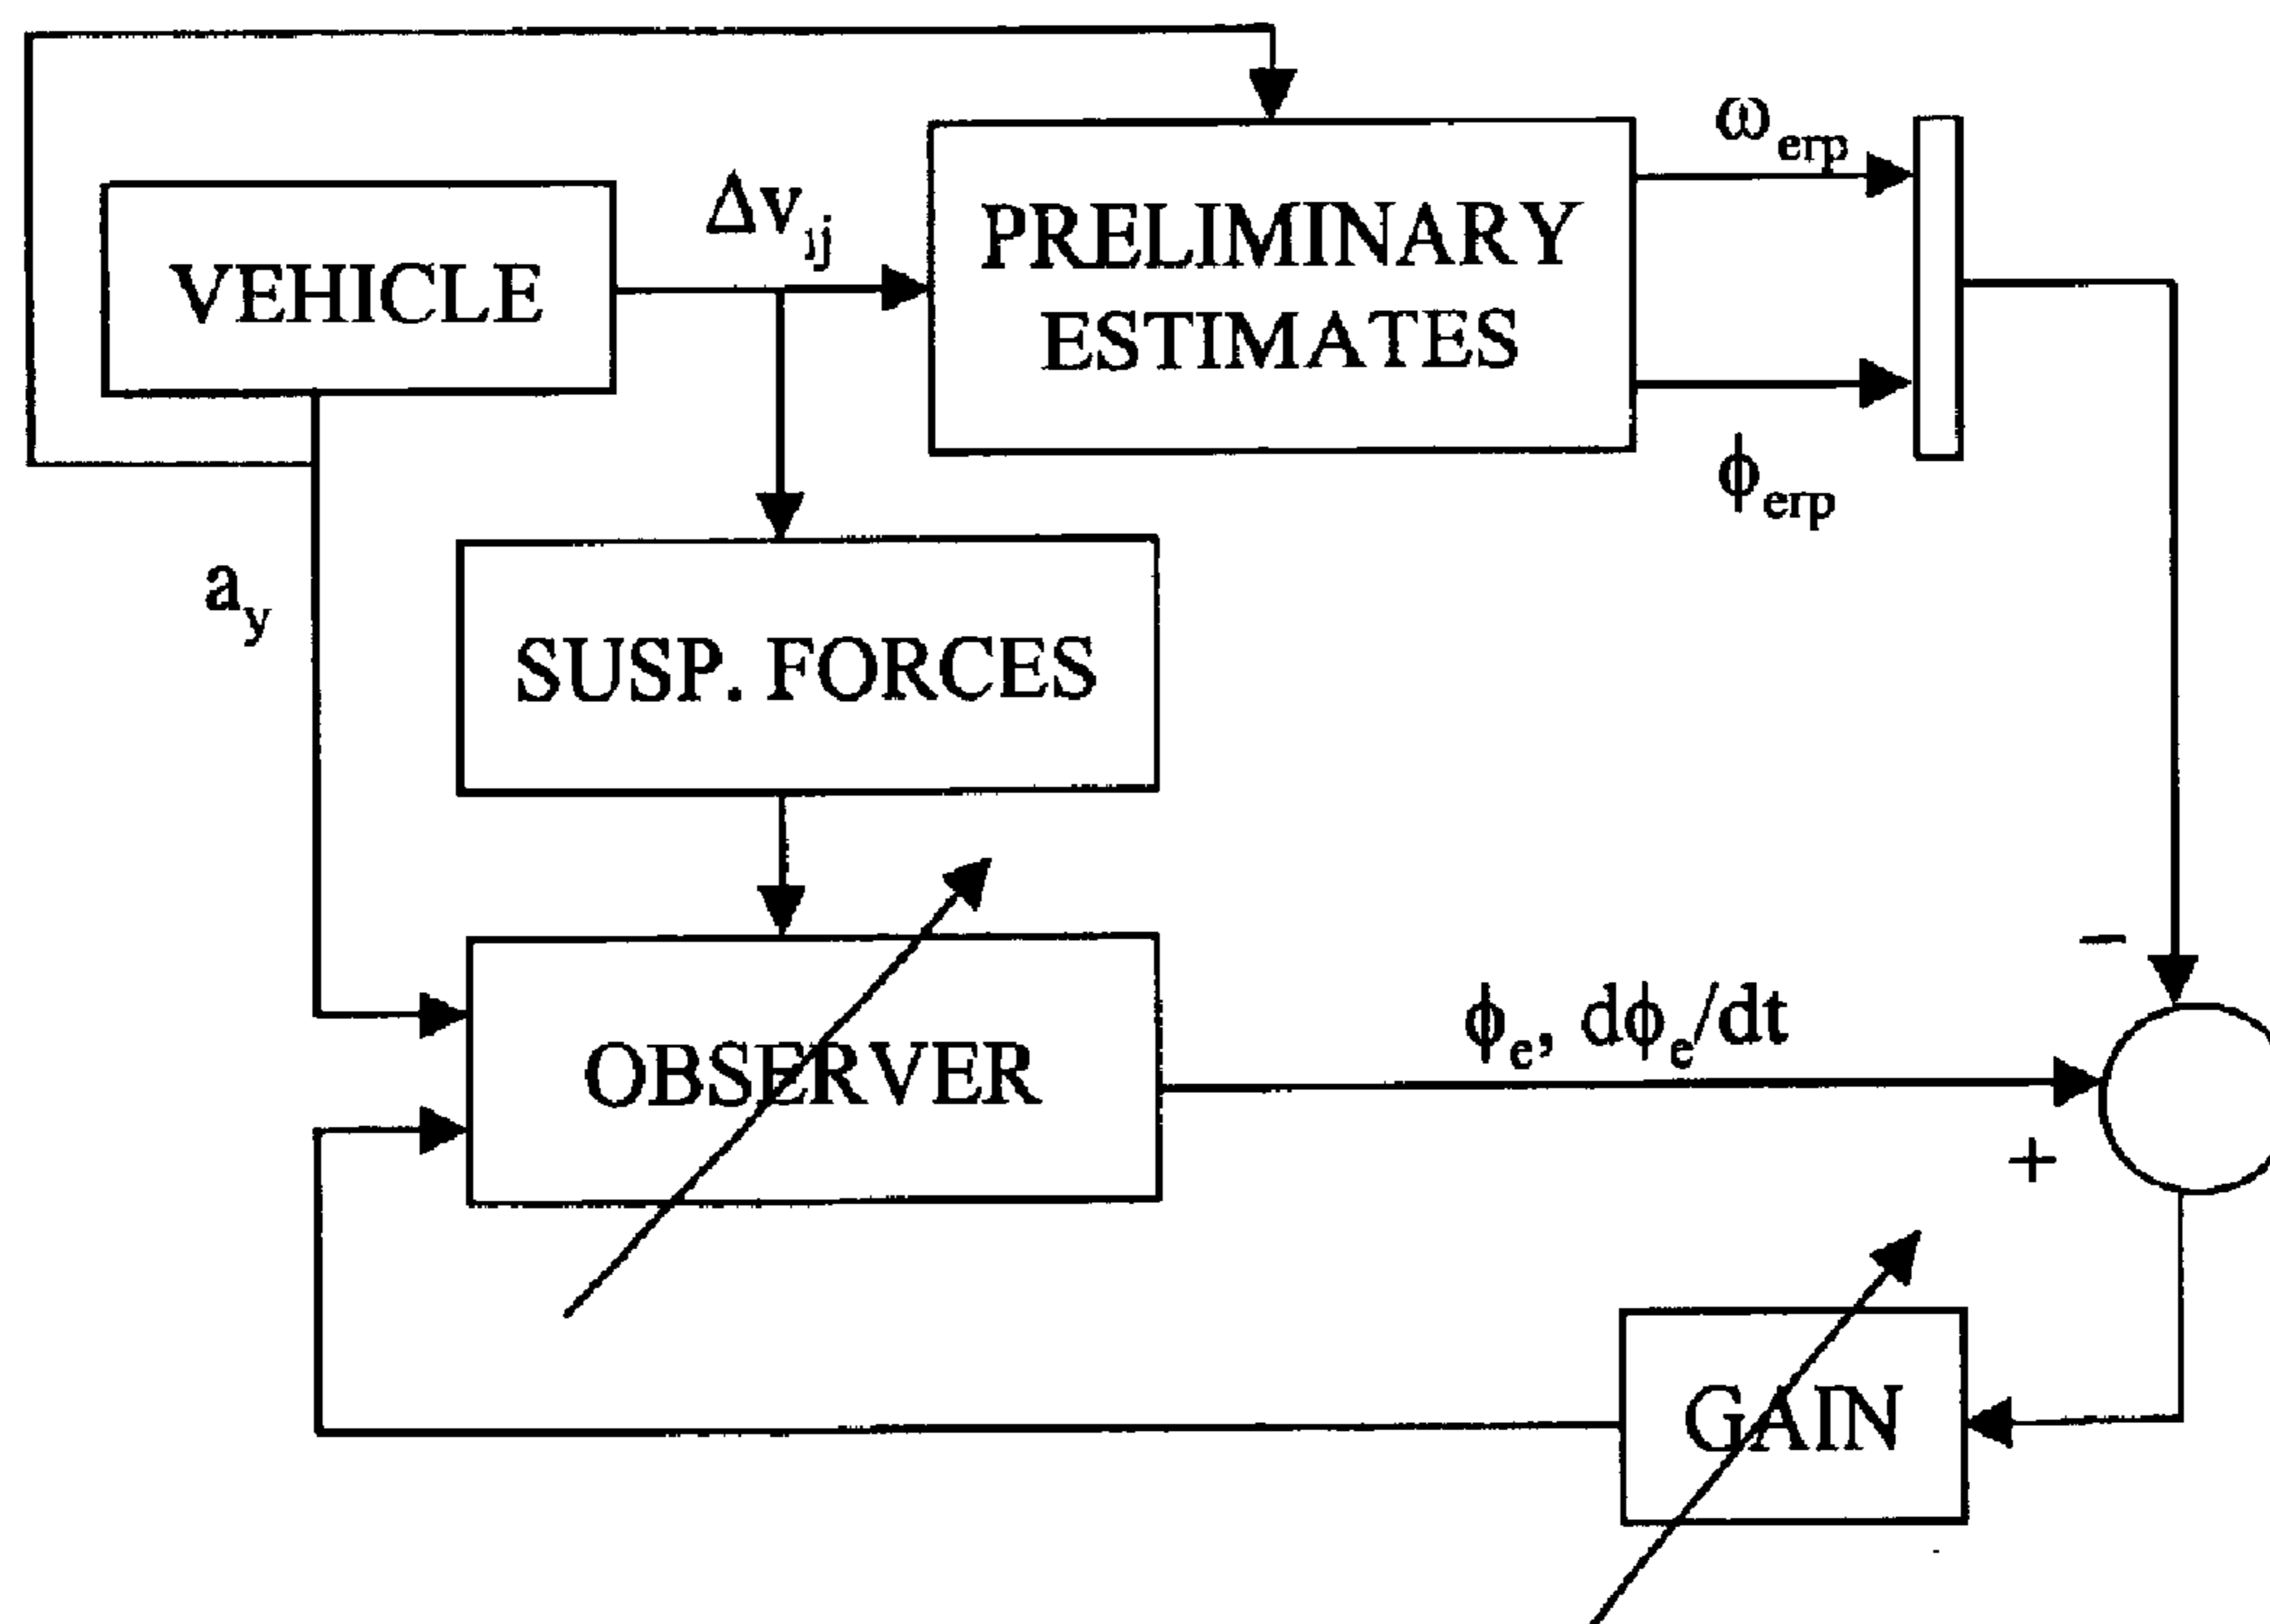 ω_erp
Δv_ij
PRELIMINARY
ESTIMATES
VEHICLE
ϕ_erp
a_y
SUSP. FORCES
−
ϕ_e, dϕ_e/dt
OBSERVER
+
GAIN